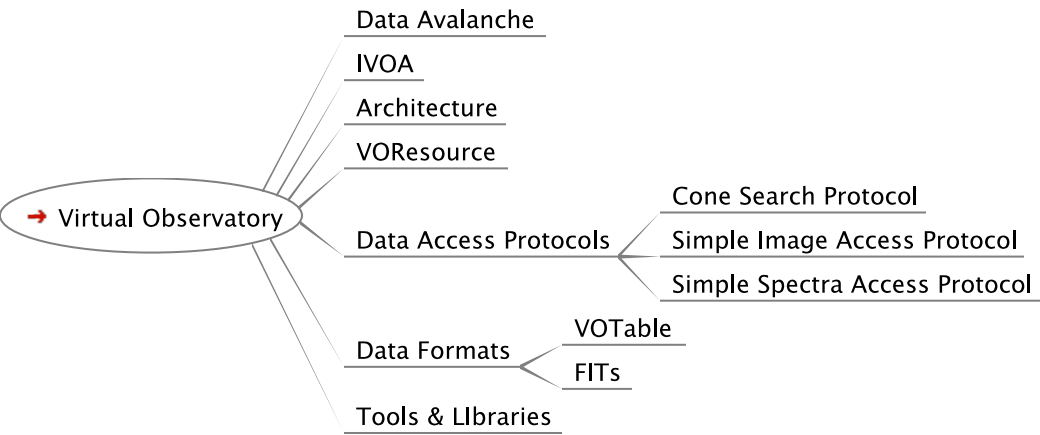 Data Avalanche
IVOA
Architecture
VOResource
Virtual Observatory
Data Access Protocols
Cone Search Protocol
Simple Image Access Protocol
Simple Spectra Access Protocol
Data Formats
VOTable
FITs
Tools & LIbraries